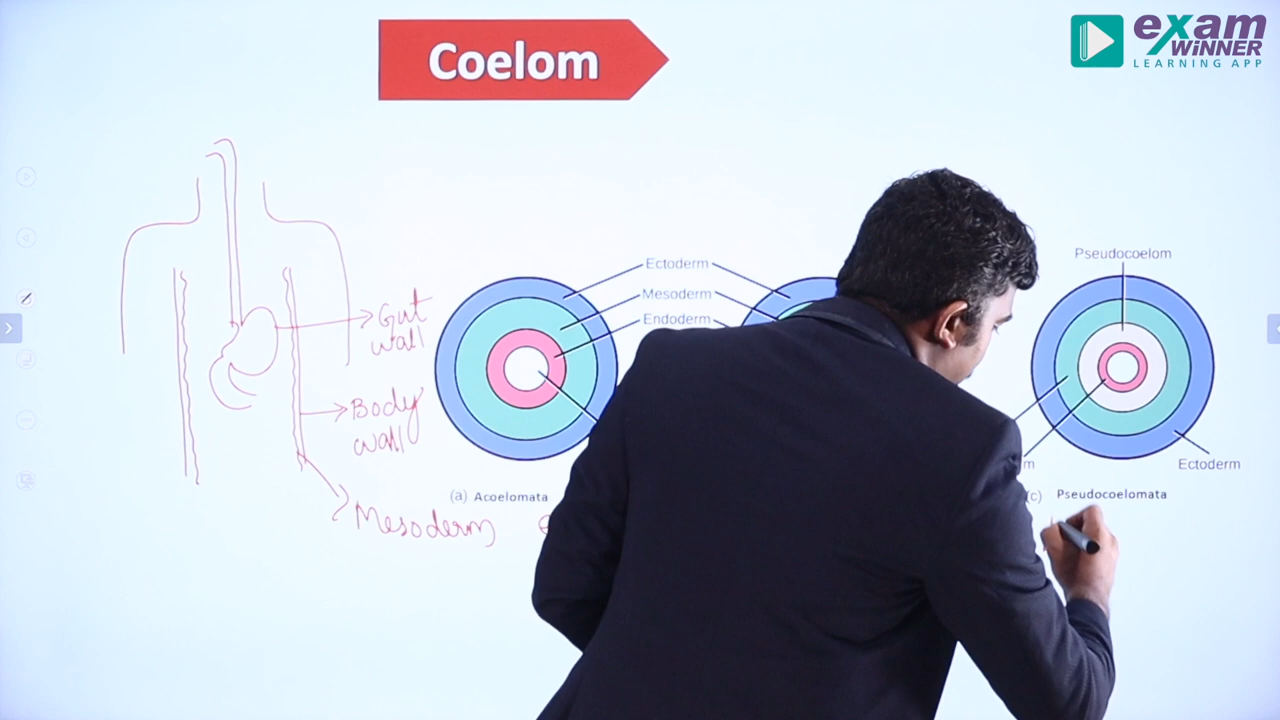 Coelom
exam
WiNNER
LEARNING APP
Gut
wall
Body
wall
Mesoderm
Ectoderm
Mesoderm
Endoderm
(a) Acoelomata
Pseudocoelom
Ectoderm
(c) Pseudocoelomata